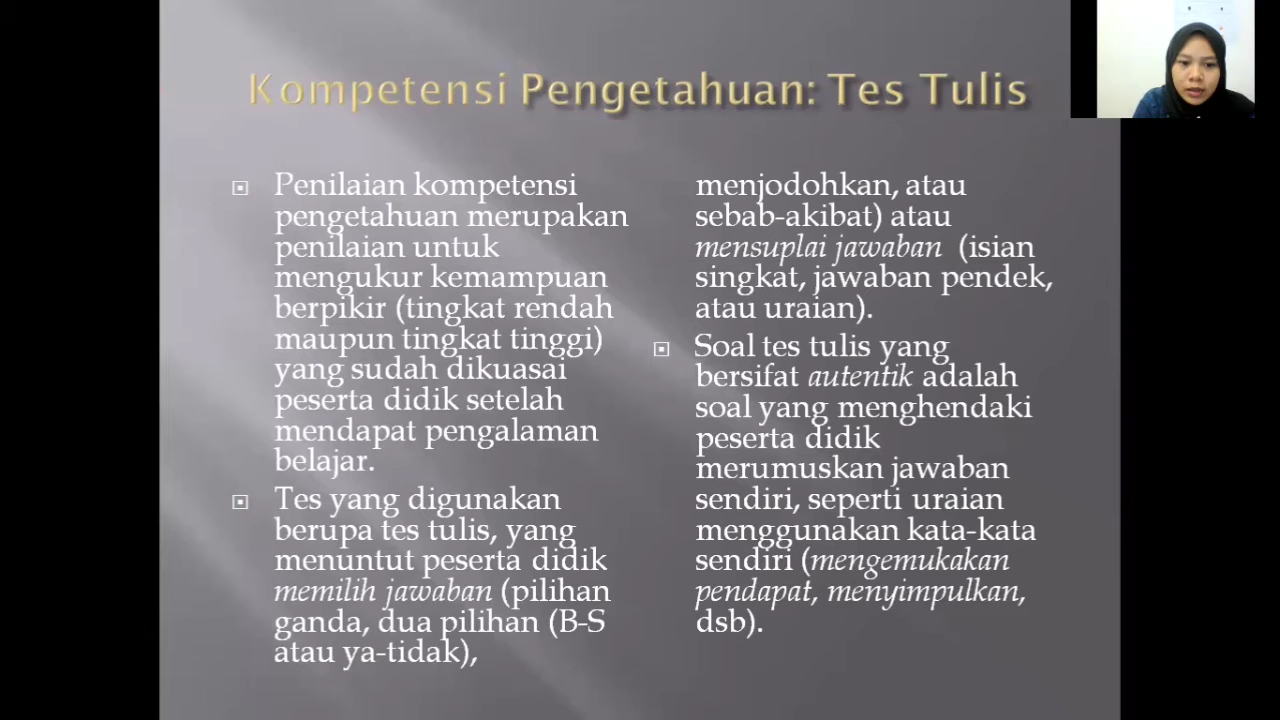 Kompetensi Pengetahuan: Tes Tulis
Penilaian kompetensi
pengetahuan merupakan
penilaian untuk
mengukur kemampuan
berpikir (tingkat rendah
maupun tingkat tinggi)
yang sudah dikuasai
peserta didik setelah
mendapat pengalaman
belajar.
Tes yang digunakan
berupa tes tulis, yang
menuntut peserta didik
memilih jawaban (pilihan
ganda, dua pilihan (B-S
atau ya-tidak),
menjodohkan, atau
sebab-akibat) atau
mensuplai jawaban (isian
singkat, jawaban pendek,
atau uraian).
Soal tes tulis yang
bersifat autentik adalah
soal yang menghendaki
peserta didik
merumuskan jawaban
sendiri, seperti uraian
menggunakan kata-kata
sendiri (mengemukakan
pendapat, menyimpulkan,
dsb).